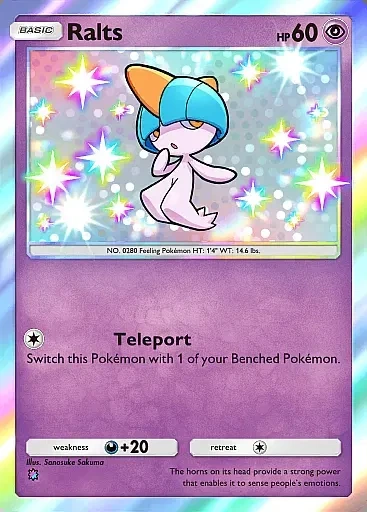 BASIC Ralts HP60
NO. 0280 Feeling Pokémon HT: 1'4" WT: 14.6 lbs.
Teleport
Switch this Pokémon with 1 of your Benched Pokémon.
weakness +20 retreat
Illus. Sanosuke Sakuma
The horns on its head provide a strong power
that enables it to sense people's emotions.